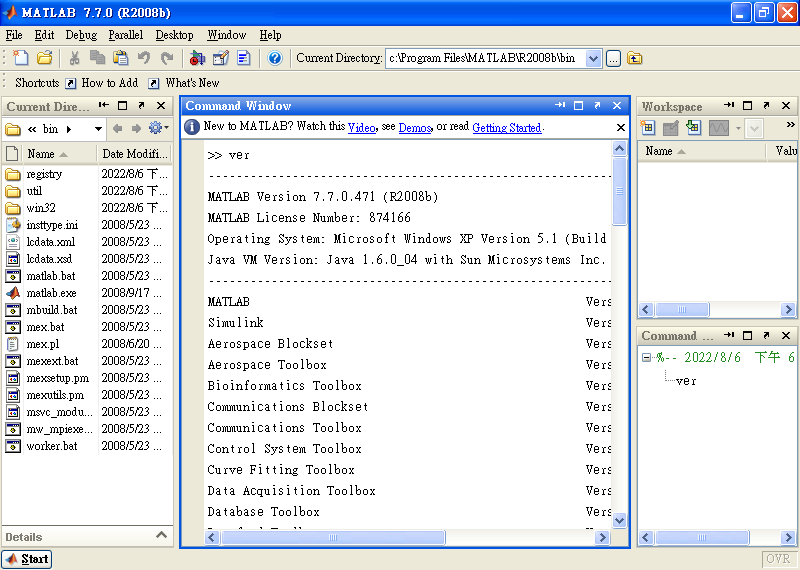 MATLAB 7.7.0 (R2008b)
File Edit Debug Parallel Desktop Window Help
Current Directory: c:\Program Files\MATLAB\R2008b\bin
Shortcuts How to Add What's New
Current Dire...
« bin
Name Date Modifi...
registry 2022/8/6 下...
util 2022/8/6 下...
win32 2022/8/6 下...
insttype.ini 2008/5/23 ...
lcdata.xml 2008/5/23 ...
lcdata.xsd 2008/5/23 ...
matlab.bat 2008/5/23 ...
matlab.exe 2008/9/17 ...
mbuild.bat 2008/5/23 ...
mex.bat 2008/5/23 ...
mex.pl 2008/6/20 ...
mexext.bat 2008/5/23 ...
mexsetup.pm 2008/5/23 ...
mexutils.pm 2008/5/23 ...
msvc_modu... 2008/5/23 ...
mw_mpiexe... 2008/5/23 ...
worker.bat 2008/5/23 ...
Details
Command Window
New to MATLAB? Watch this Video, see Demos, or read Getting Started.
>> ver
MATLAB Version 7.7.0.471 (R2008b)
MATLAB License Number: 874166
Operating System: Microsoft Windows XP Version 5.1 (Build
Java VM Version: Java 1.6.0_04 with Sun Microsystems Inc.
MATLAB Vers
Simulink Vers
Aerospace Blockset Vers
Aerospace Toolbox Vers
Bioinformatics Toolbox Vers
Communications Blockset Vers
Communications Toolbox Vers
Control System Toolbox Vers
Curve Fitting Toolbox Vers
Data Acquisition Toolbox Vers
Database Toolbox Vers
Workspace
Name Valu
Command ...
%-- 2022/8/6 下午 6
ver
Start
OVR